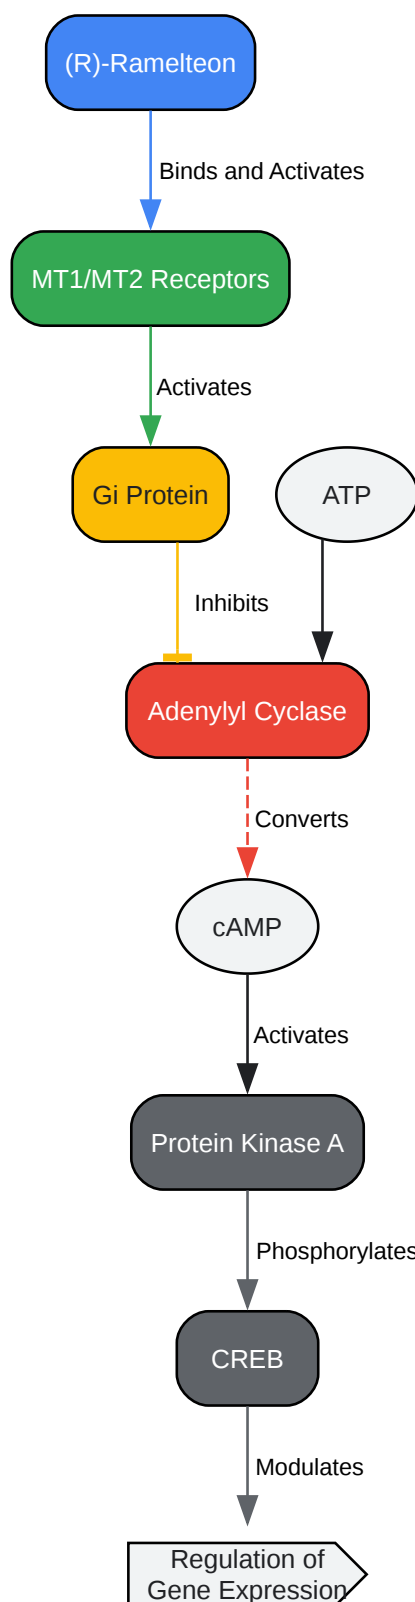 (R)-Ramelteon
Binds and Activates
MT1/MT2 Receptors
Activates
Gi Protein
ATP
Inhibits
Adenylyl Cyclase
Converts
cAMP
Activates
Protein Kinase A
Phosphorylates
CREB
Modulates
Regulation of
Gene Expression